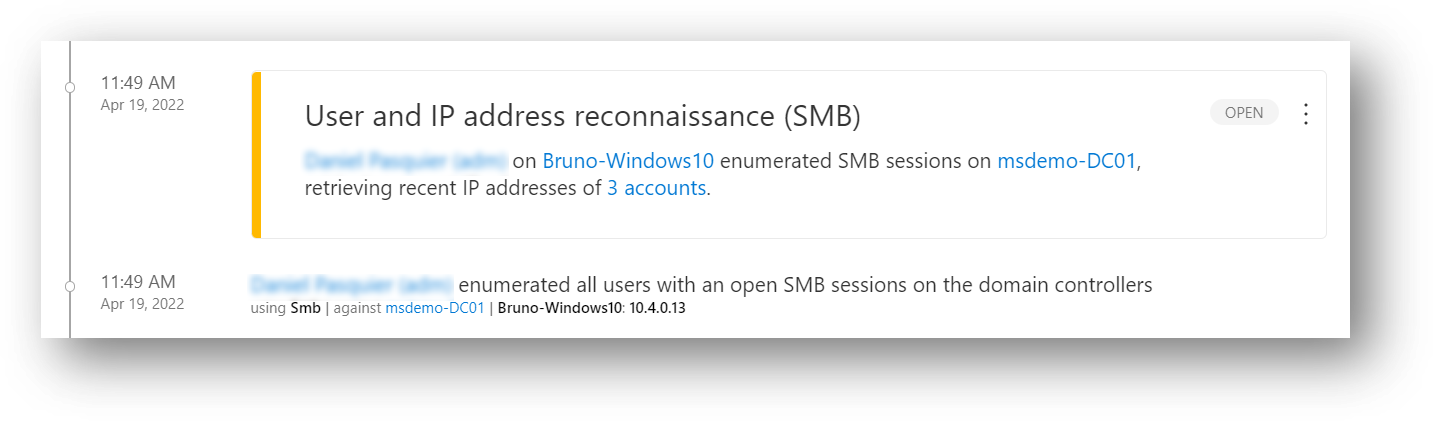 11:49 AM
Apr 19, 2022
User and IP address reconnaissance (SMB)
OPEN
on Bruno-Windows10 enumerated SMB sessions on msdemo-DC01,
retrieving recent IP addresses of 3 accounts.
11:49 AM
Apr 19, 2022
enumerated all users with an open SMB sessions on the domain controllers
using Smb | against msdemo-DC01 | Bruno-Windows10: 10.4.0.13